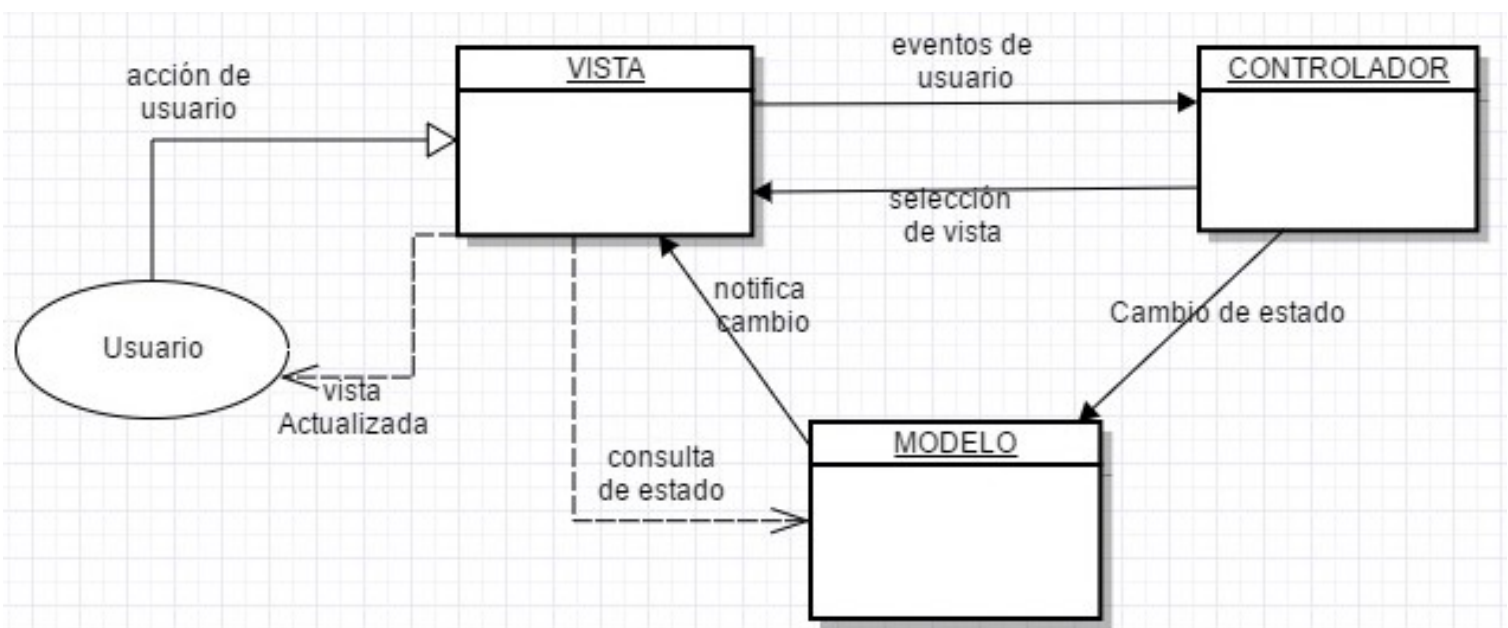 acción de
usuario
VISTA
eventos de
usuario
CONTROLADOR
selección
de vista
notifica
cambio
Cambio de estado
Usuario
vista
Actualizada
consulta
de estado
MODELO